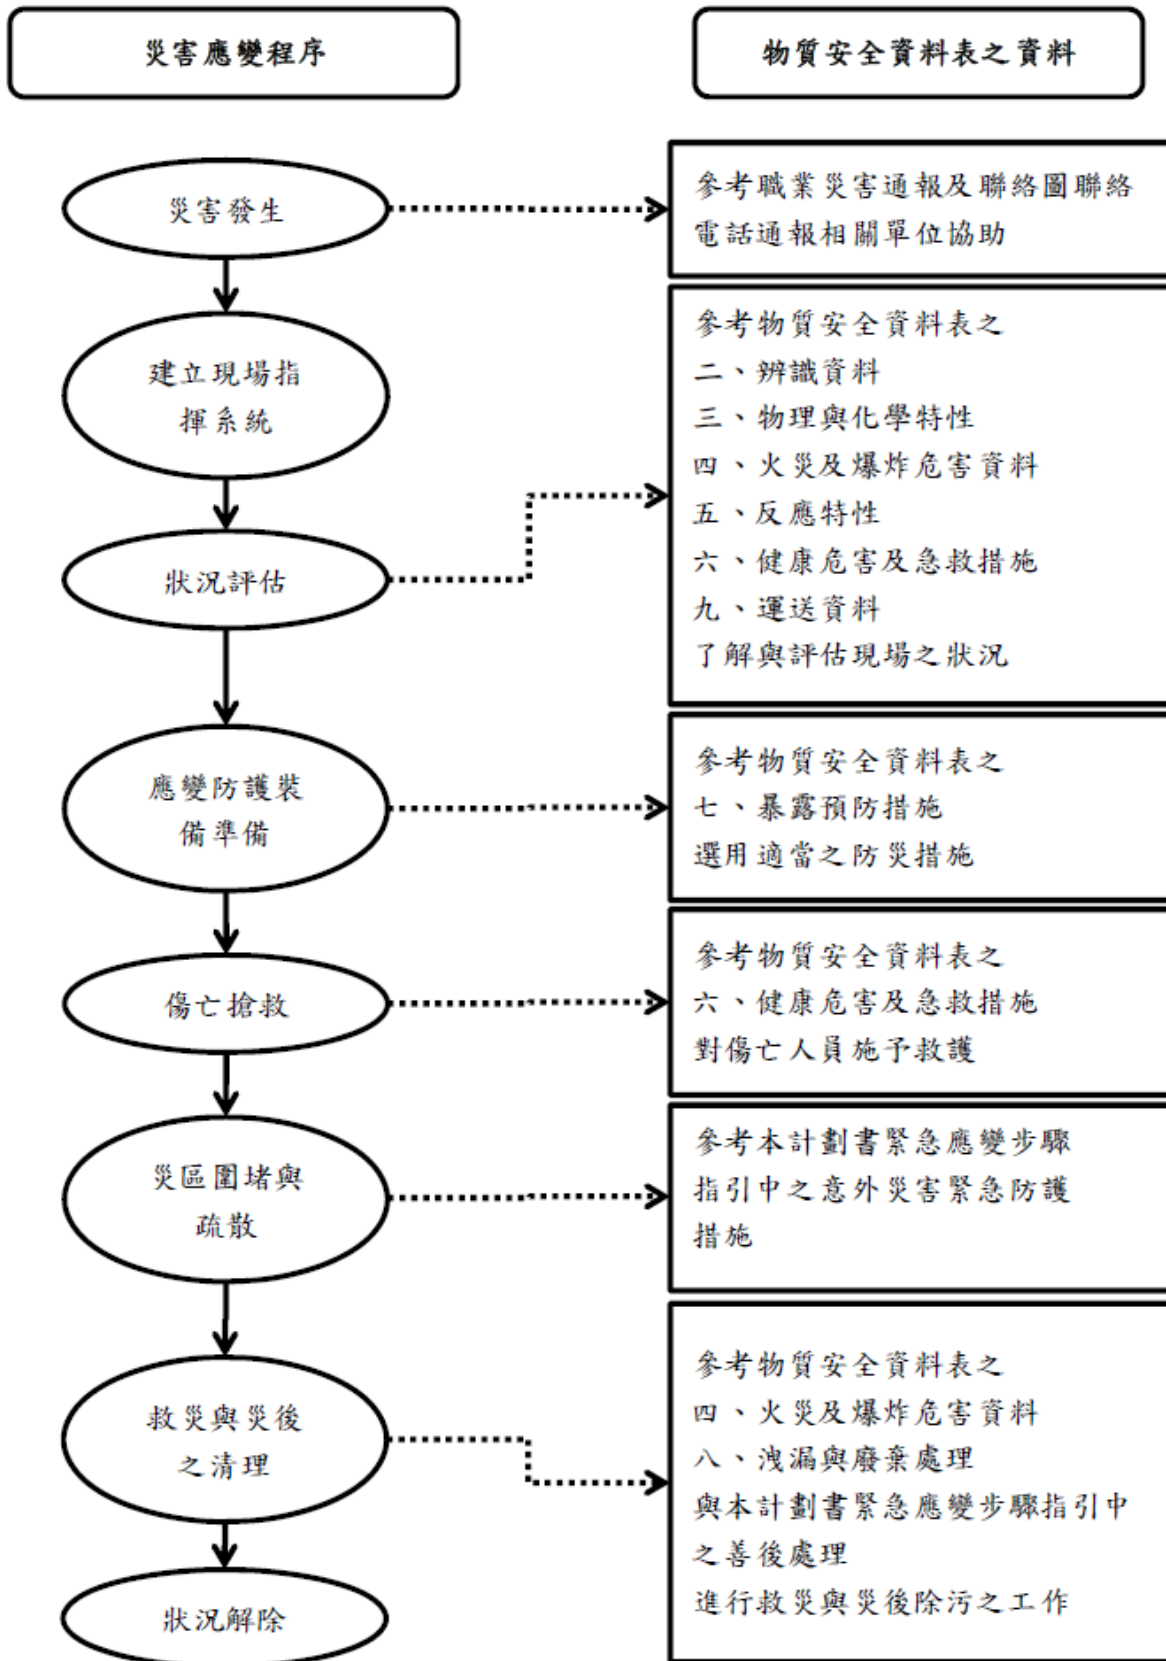 災害應變程序
物質安全資料表之資料
災害發生
參考職業災害通報及聯絡圖聯絡
電話通報相關單位協助
建立現場指
揮系統
狀況評估
參考物質安全資料表之
二、辨識資料
三、物理與化學特性
四、火災及爆炸危害資料
五、反應特性
六、健康危害及急救措施
九、運送資料
了解與評估現場之狀況
應變防護裝
備準備
參考物質安全資料表之
七、暴露預防措施
選用適當之防災措施
傷亡搶救
參考物質安全資料表之
六、健康危害及急救措施
對傷亡人員施予救護
災區圍堵與
疏散
參考本計劃書緊急應變步驟
指引中之意外災害緊急防護
措施
救災與災後
之清理
參考物質安全資料表之
四、火災及爆炸危害資料
八、洩漏與廢棄處理
與本計劃書緊急應變步驟指引中
之善後處理
進行救災與災後除污之工作
狀況解除